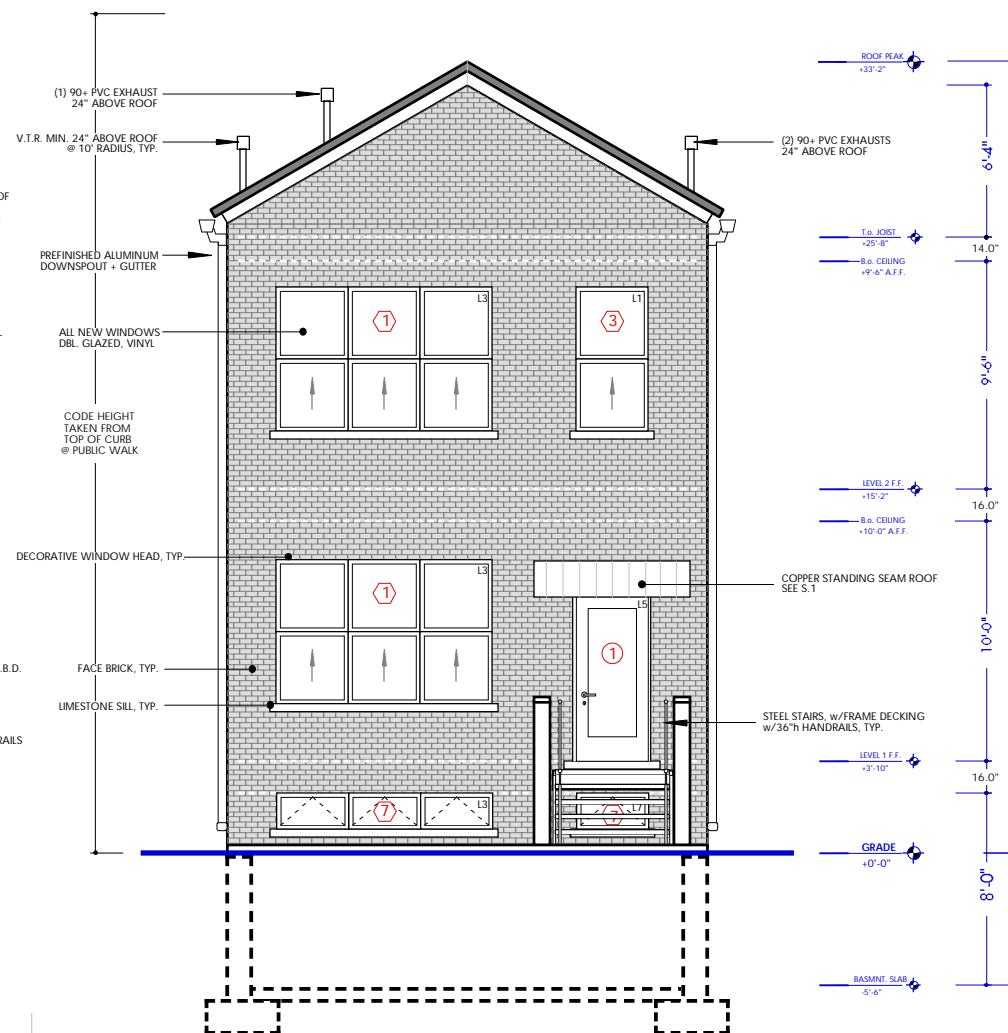 ROOF PEAK
+33'-2"
(1) 90+ PVC EXHAUST
24" ABOVE ROOF
V.T.R. MIN. 24" ABOVE ROOF
@ 10' RADIUS, TYP.
(2) 90+ PVC EXHAUSTS
24" ABOVE ROOF
6'-4"
OF
T.o. JOIST
+25'-8"
14.0"
PREFINISHED ALUMINUM
DOWNSPOUT + GUTTER
B.o. CEILING
+9'-6" A.F.F.
L3
L1
1
3
ALL NEW WINDOWS
DBL. GLAZED, VINYL
9'-6"
CODE HEIGHT
TAKEN FROM
TOP OF CURB
@ PUBLIC WALK
LEVEL 2 F.F.
+15'-2"
16.0"
B.o. CEILING
+10'-0" A.F.F.
DECORATIVE WINDOW HEAD, TYP.
L3
1
COPPER STANDING SEAM ROOF
SEE S.1
L5
10'-0"
1
.B.D.
FACE BRICK, TYP.
LIMESTONE SILL, TYP.
STEEL STAIRS, w/FRAME DECKING
w/36"h HANDRAILS, TYP.
RAILS
LEVEL 1 F.F.
+3'-10"
16.0"
L3
7
L7
7
GRADE
+0'-0"
8'-0"
BASMNT. SLAB
-5'-6"